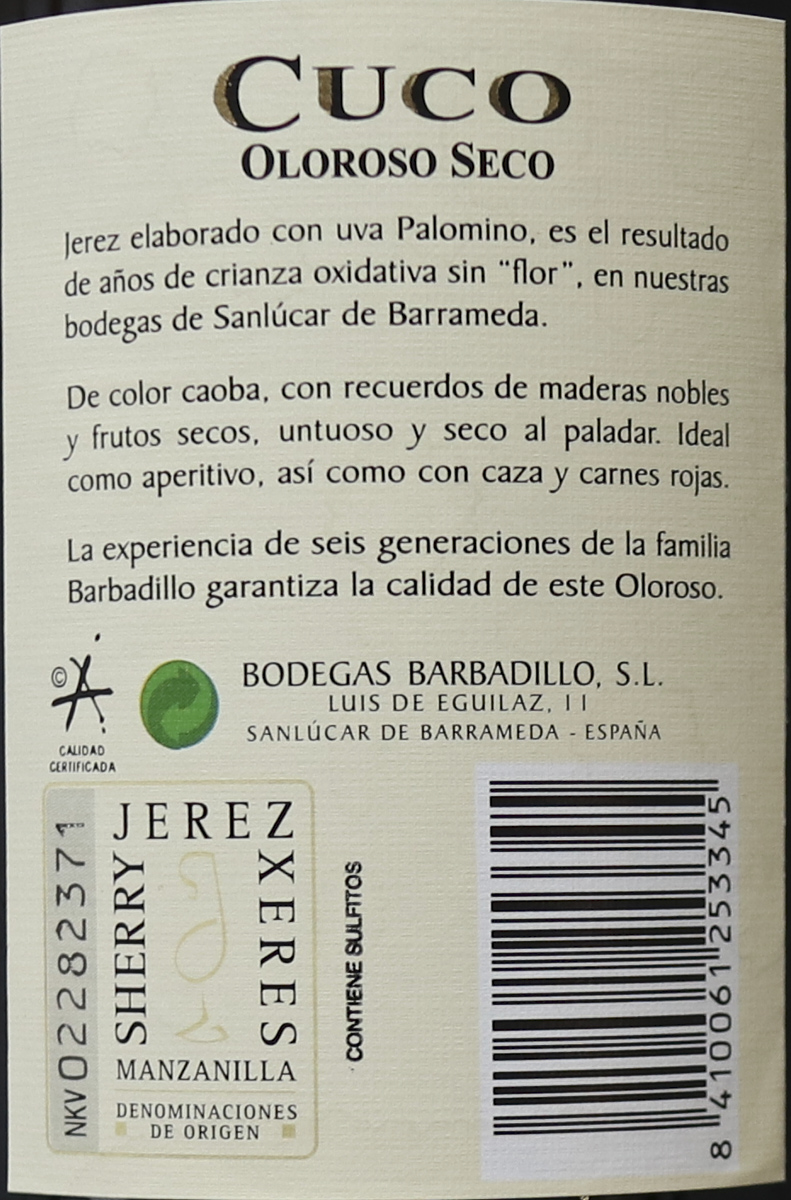 CUCO
OLOROSO SECO
Jerez elaborado con uva Palomino, es el resultado
de años de crianza oxidativa sin "flor", en nuestras
bodegas de Sanlúcar de Barrameda.
De color caoba, con recuerdos de maderas nobles
y frutos secos, untuoso y seco al paladar. Ideal
como aperitivo, así como con caza y carnes rojas.
La experiencia de seis generaciones de la familia
Barbadillo garantiza la calidad de este Oloroso.
©
CALIDAD
CERTIFICADA
BODEGAS BARBADILLO, S.L.
LUIS DE EGUILAZ, 11
SANLÚCAR DE BARRAMEDA - ESPAÑA
NKV02282371
JEREZ
SHERRY
XERES
MANZANILLA
DENOMINACIONES
DE ORIGEN
CONTIENE SULFITOS
8 410061 253345